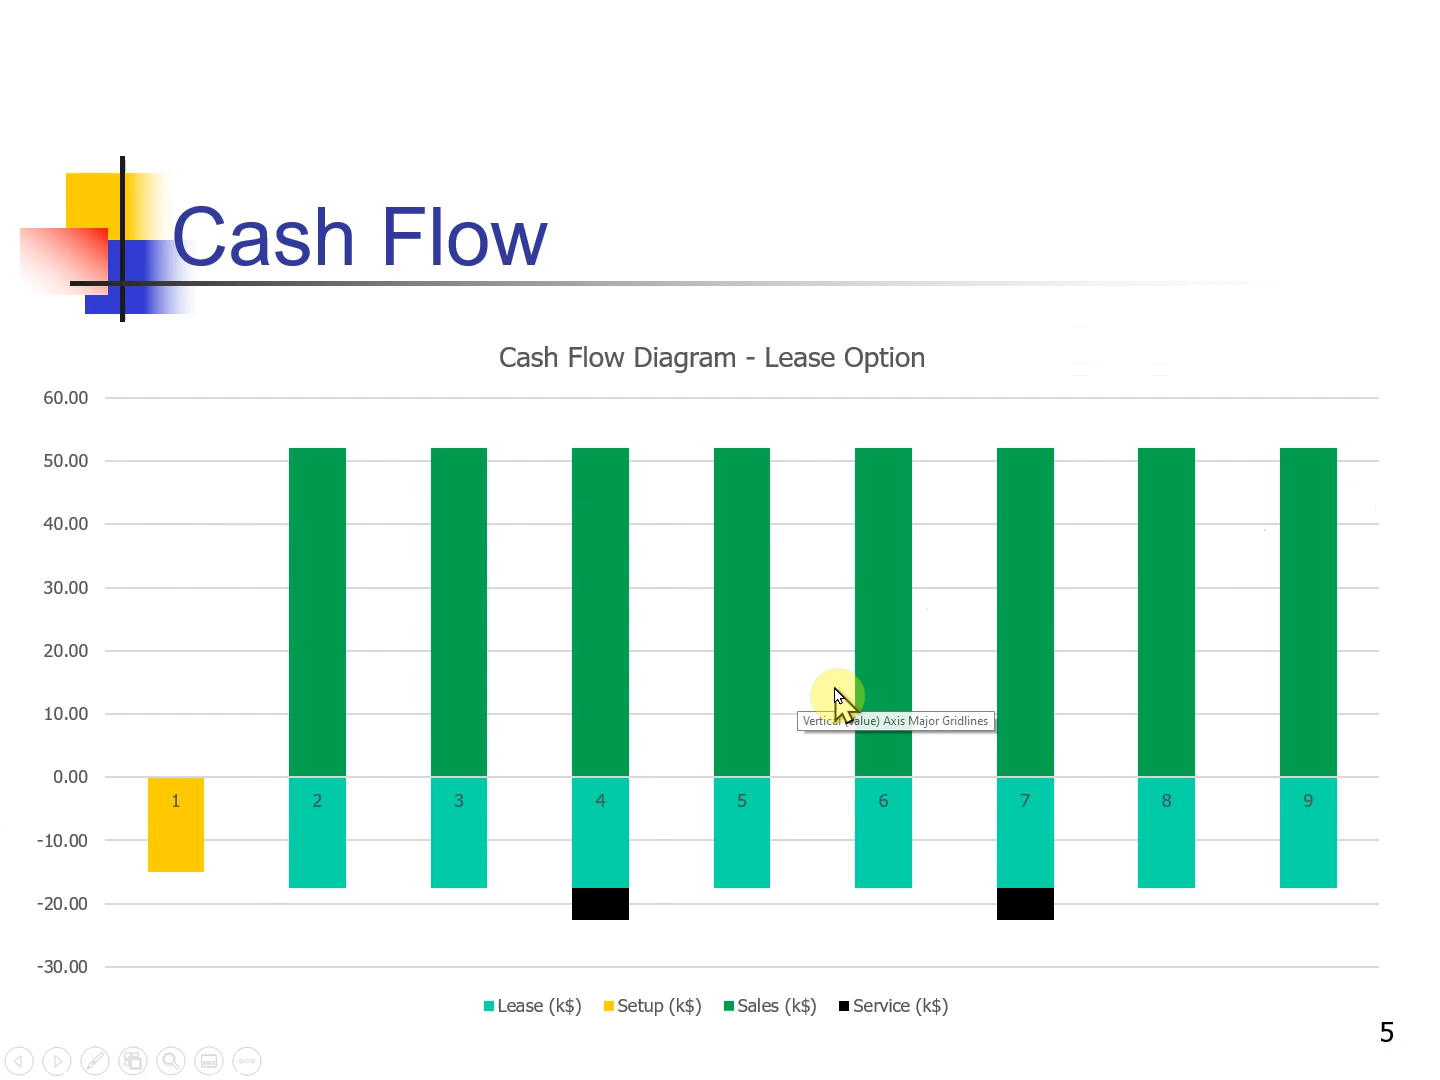 Cash Flow
Cash Flow Diagram - Lease Option
60.00
50.00
40.00
30.00
20.00
10.00
Vertical (Value) Axis Major Gridlines
0.00
1 2 3 4 5 6 7 8 9
-10.00
-20.00
-30.00
Lease (k$) Setup (k$) Sales (k$) Service (k$)
5